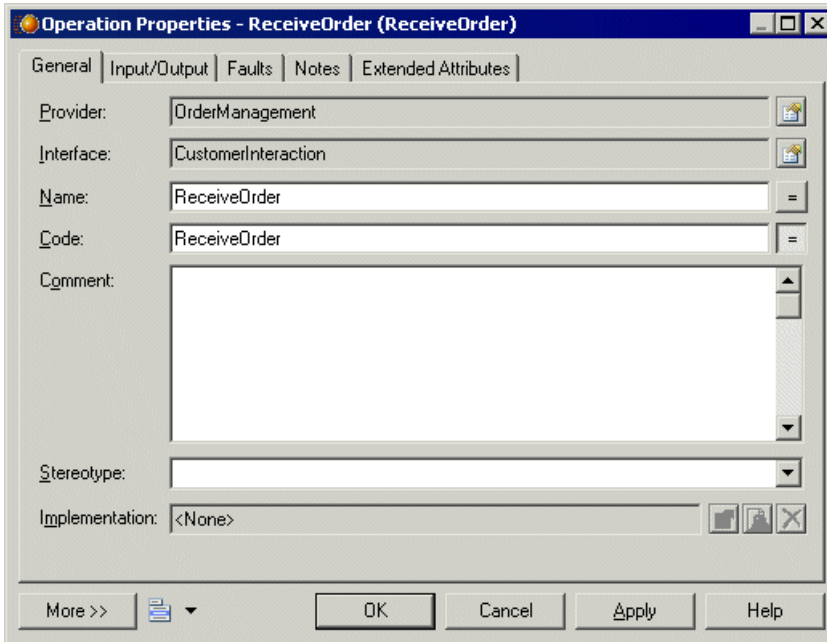 Operation Properties - ReceiveOrder (ReceiveOrder)
General Input/Output Faults Notes Extended Attributes
Provider: OrderManagement
Interface: CustomerInteraction
Name: ReceiveOrder =
Code: ReceiveOrder =
Comment:
Stereotype:
Implementation: <None>
More >> OK Cancel Apply Help